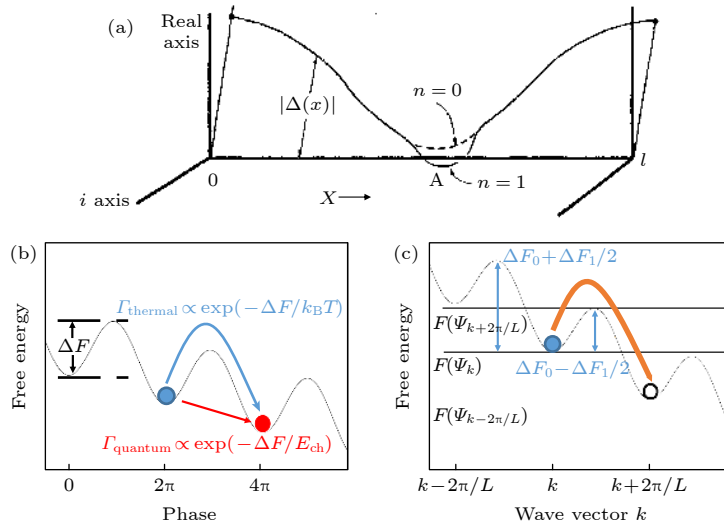 (a)
Real
axis
|Δ(x)|
n = 0
0
A
n = 1
l
i axis
X
(b)
Free energy
Γthermal ∝ exp(−ΔF/kBT)
ΔF
Γquantum ∝ exp(−ΔF/Ech)
0
2π
4π
Phase
(c)
Free energy
ΔF0+ΔF1/2
F(Ψk+2π/L)
F(Ψk)
ΔF0−ΔF1/2
F(Ψk−2π/L)
k−2π/L
k
k+2π/L
Wave vector k